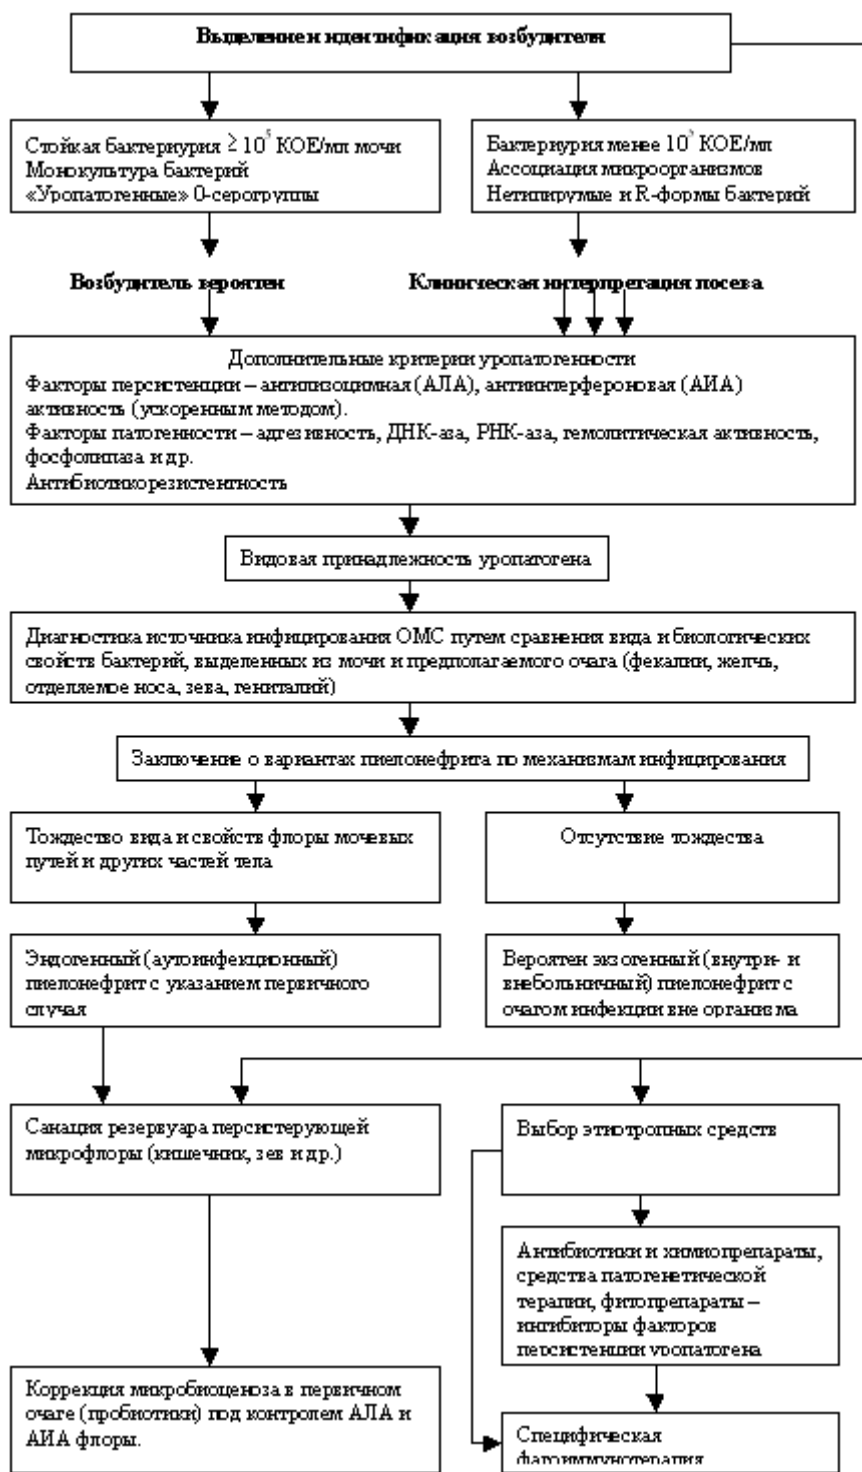 Выделение и идентификация возбудителя
Стойкая бактериурия ≥ 10⁵ КОЕ/мл мочи
Монокультура бактерий
«Уропатогенные» 0-серогруппы
Бактериурия менее 10⁵ КОЕ/мл
Ассоциация микроорганизмов
Нетипируемые и R-формы бактерий
Возбудитель вероятен
Клиническая интерпретация посева
Дополнительные критерии уропатогенности
Факторы персистенции – антилизоцимная (АЛА), антиинтерфероновая (АИА)
активность (ускоренным методом).
Факторы патогенности – адгезивность, ДНК-аза, РНК-аза, гемолитическая активность,
фосфолипаза и др.
Антибиотикорезистентность
Видовая принадлежность уропатогена
Диагностика источника инфицирования ОМС путем сравнения вида и биологических
свойств бактерий, выделенных из мочи и предполагаемого очага (фекалии, желчь,
отделяемое носа, зева, гениталий)
Заключение о вариантах пиелонефрита по механизмам инфицирования
Тождество вида и свойств флоры мочевых
путей и других частей тела
Отсутствие тождества
Эндогенный (аутоинфекционный)
пиелонефрит с указанием первичного
случая
Вероятен экзогенный (внутри- и
внебольничный) пиелонефрит с
очагом инфекции вне организма
Санация резервуара персистерующей
микрофлоры (кишечник, зев и др.)
Выбор этиотропных средств
Антибиотики и химиопрепараты,
средства патогенетической
терапии, фитопрепараты –
ингибиторы факторов
персистенции уропатогена
Коррекция микробиоценоза в первичном
очаге (пробиотики) под контролем АЛА и
АИА флоры.
Специфическая
фагоиммунотерапия